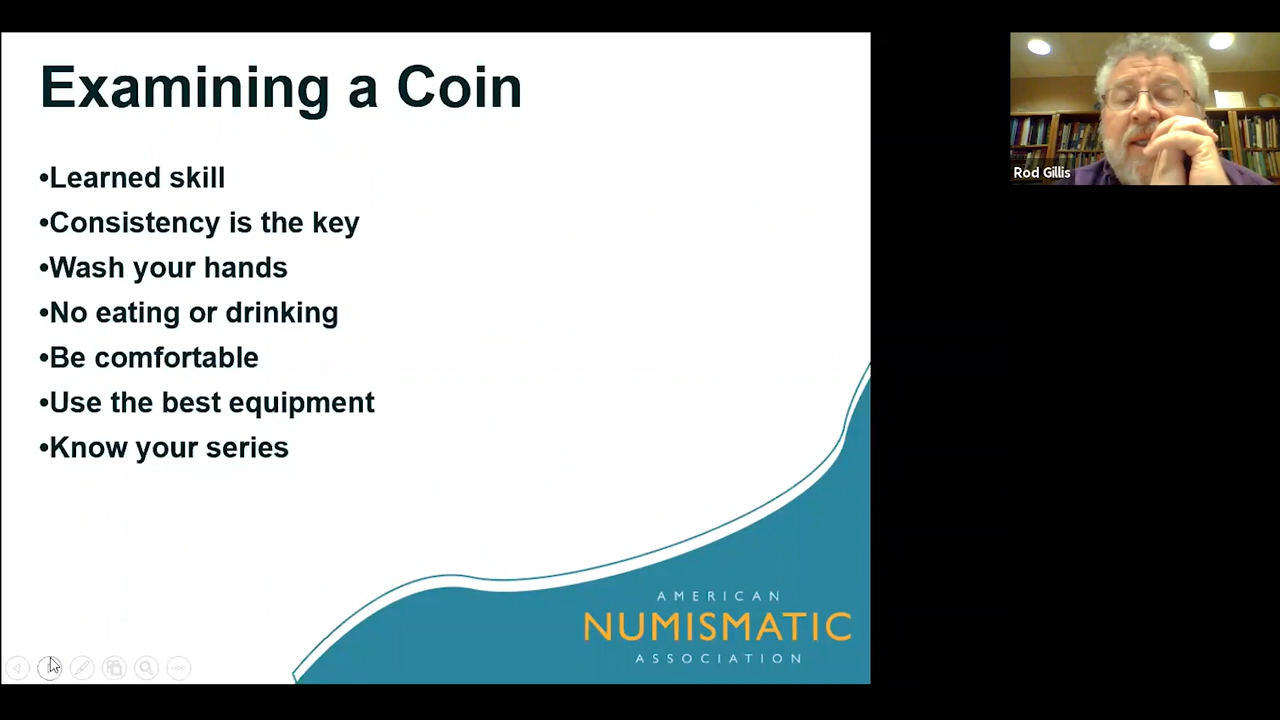 Examining a Coin
•Learned skill
•Consistency is the key
•Wash your hands
•No eating or drinking
•Be comfortable
•Use the best equipment
•Know your series
AMERICAN
NUMISMATIC
ASSOCIATION
Rod Gillis